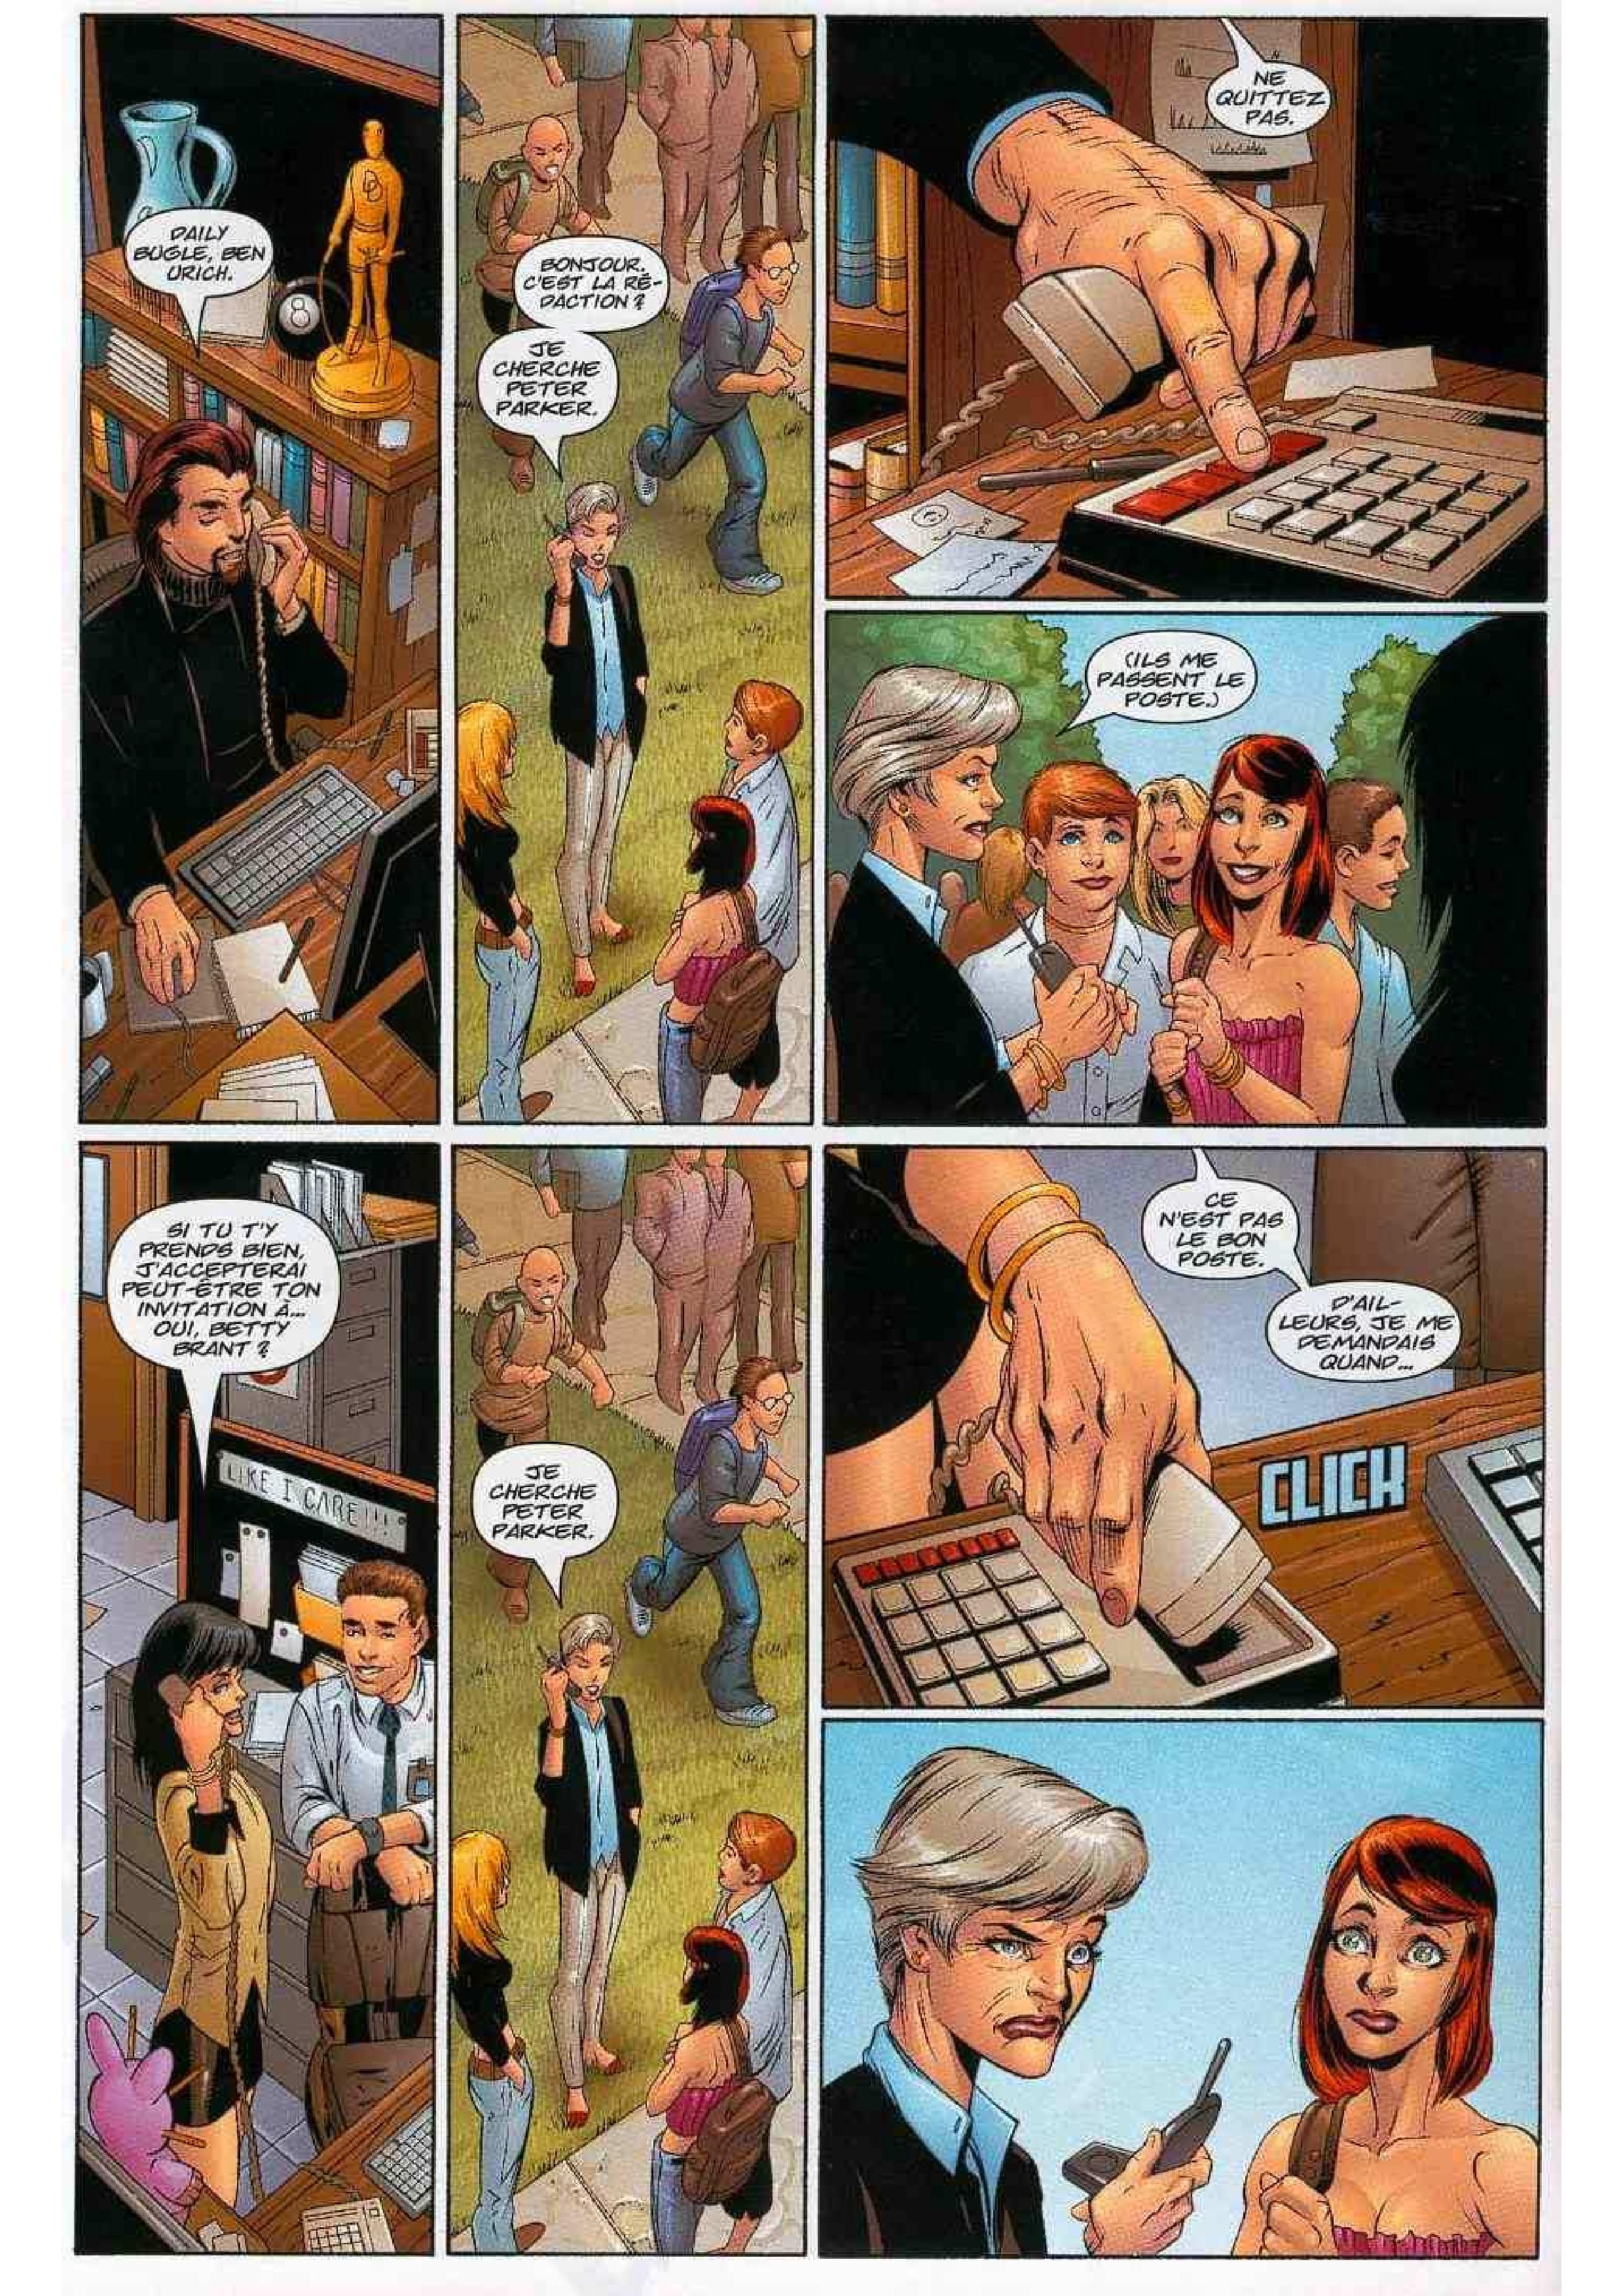 DAILY
BUGLE, BEN
URICH.
BONJOUR.
C'EST LA RÉ-
DACTION ?
JE
CHERCHE
PETER
PARKER.
NE
QUITTEZ
PAS.
(ILS ME
PASSENT LE
POSTE.)
SI TU T'Y
PRENDS BIEN,
J'ACCEPTERAI
PEUT-ÊTRE TON
INVITATION À...
OUI, BETTY
BRANT ?
LIKE I CARE!!!
JE
CHERCHE
PETER
PARKER.
CE
N'EST PAS
LE BON
POSTE.
D'AIL-
LEURS, JE ME
DEMANDAIS
QUAND...
CLICK
DD
8